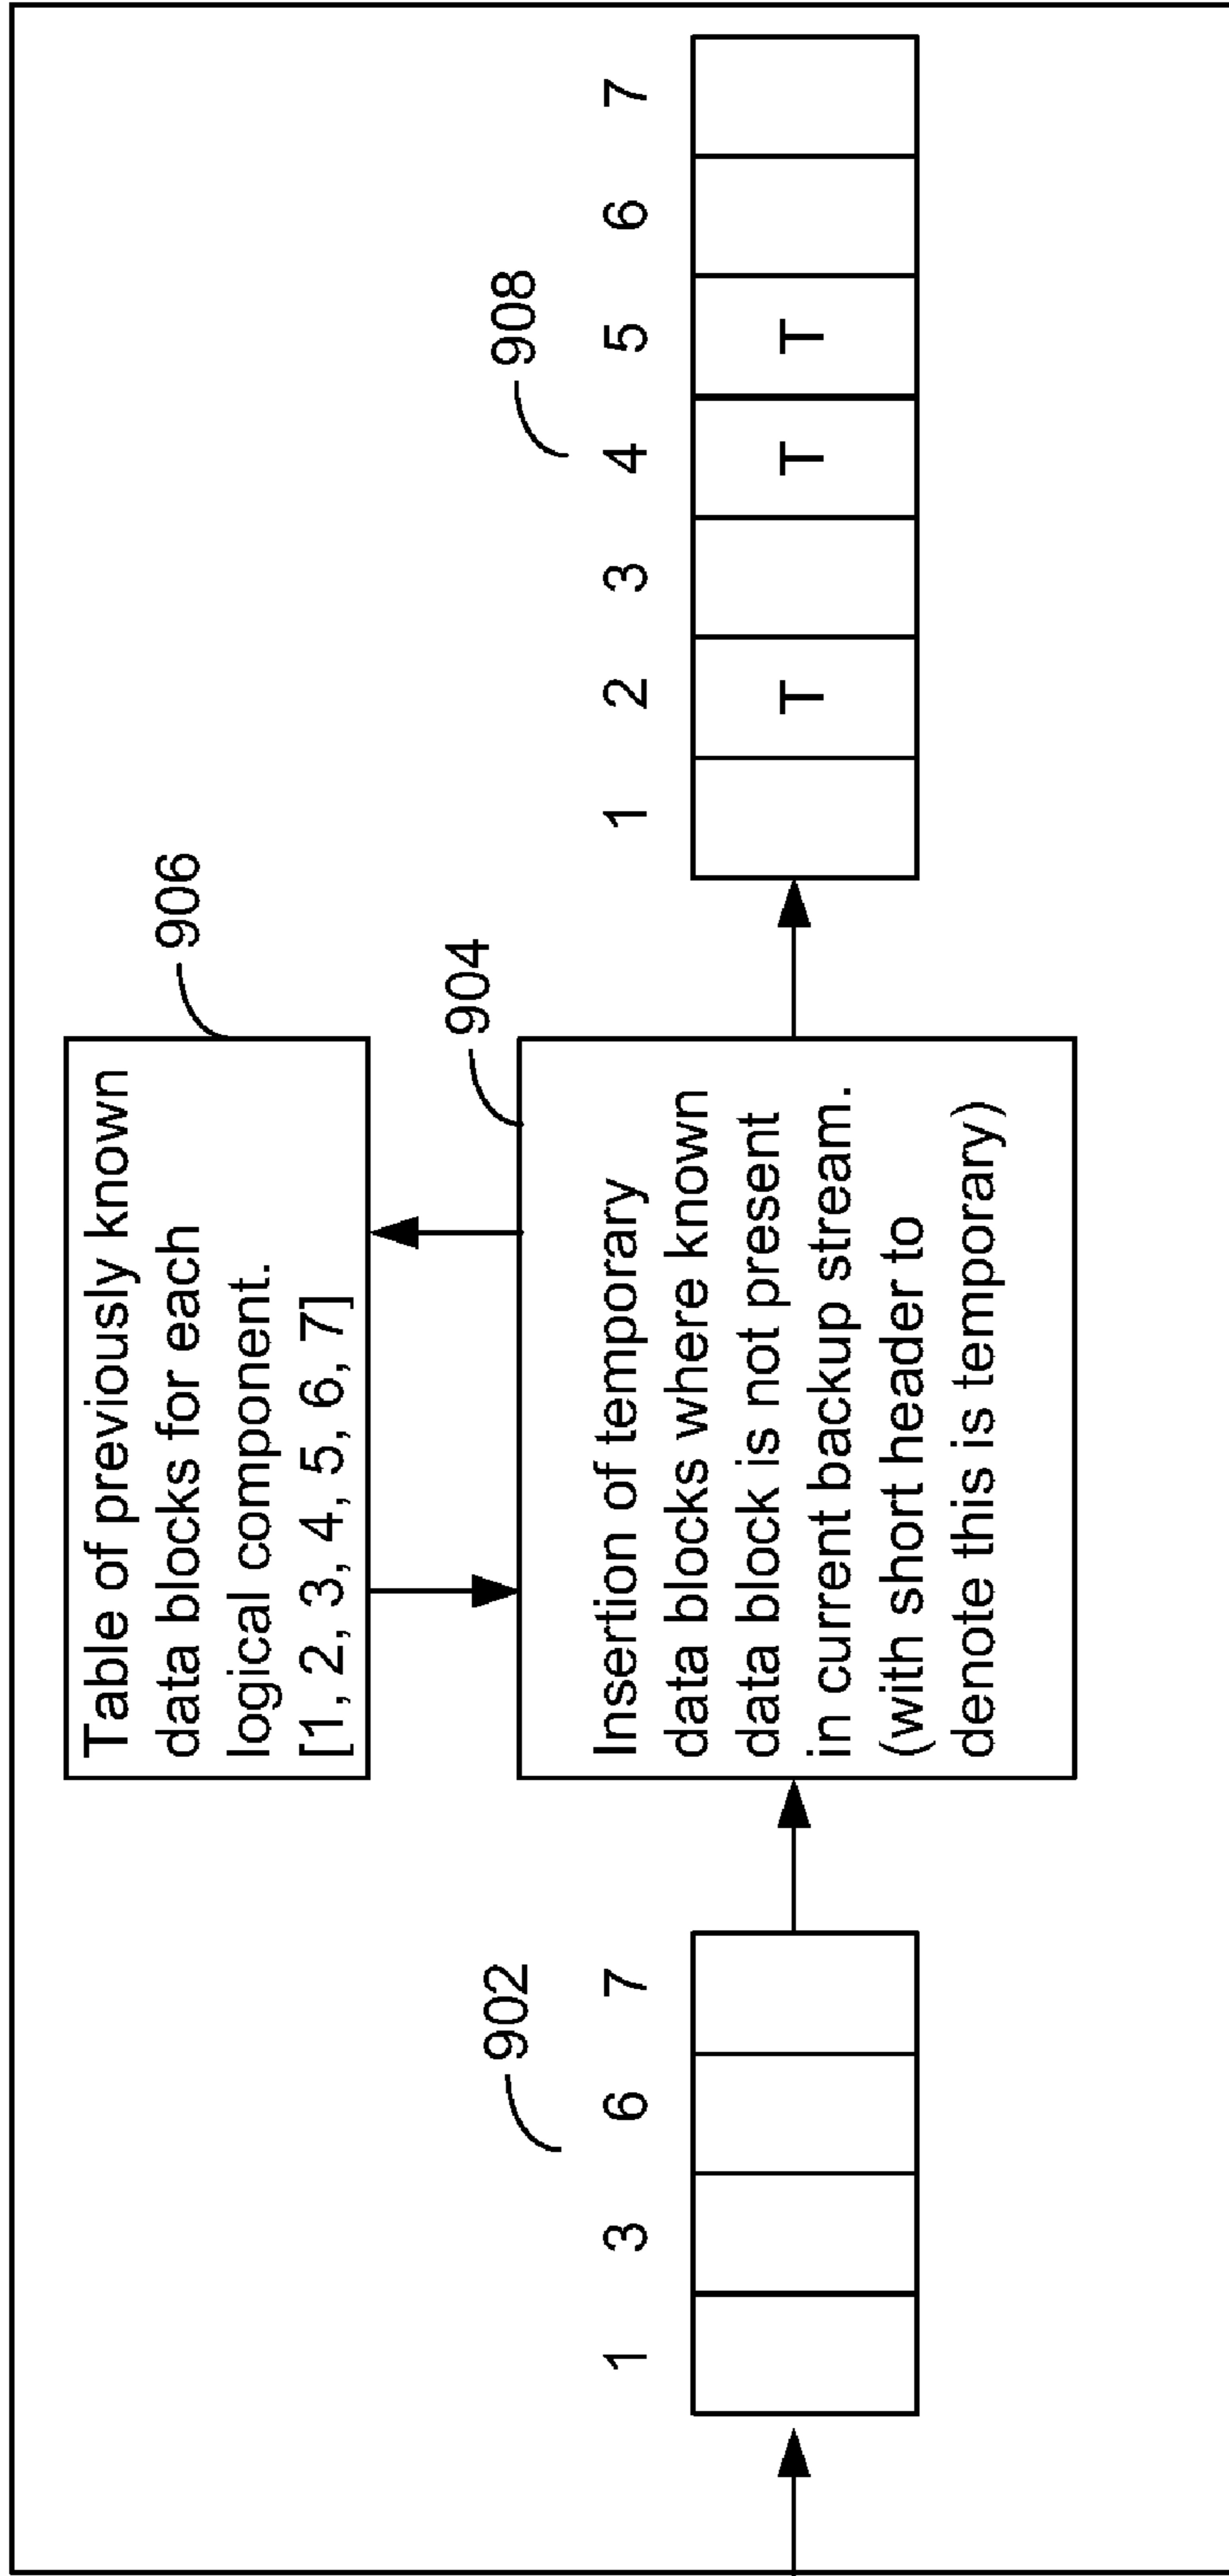 Table of previously known
data blocks for each
logical component.
[1, 2, 3, 4, 5, 6, 7]
906
904
Insertion of temporary
data blocks where known
data block is not present
in current backup stream.
(with short header to
denote this is temporary)
902
1 3 6 7
908
1 2 3 4 5 6 7
T T T